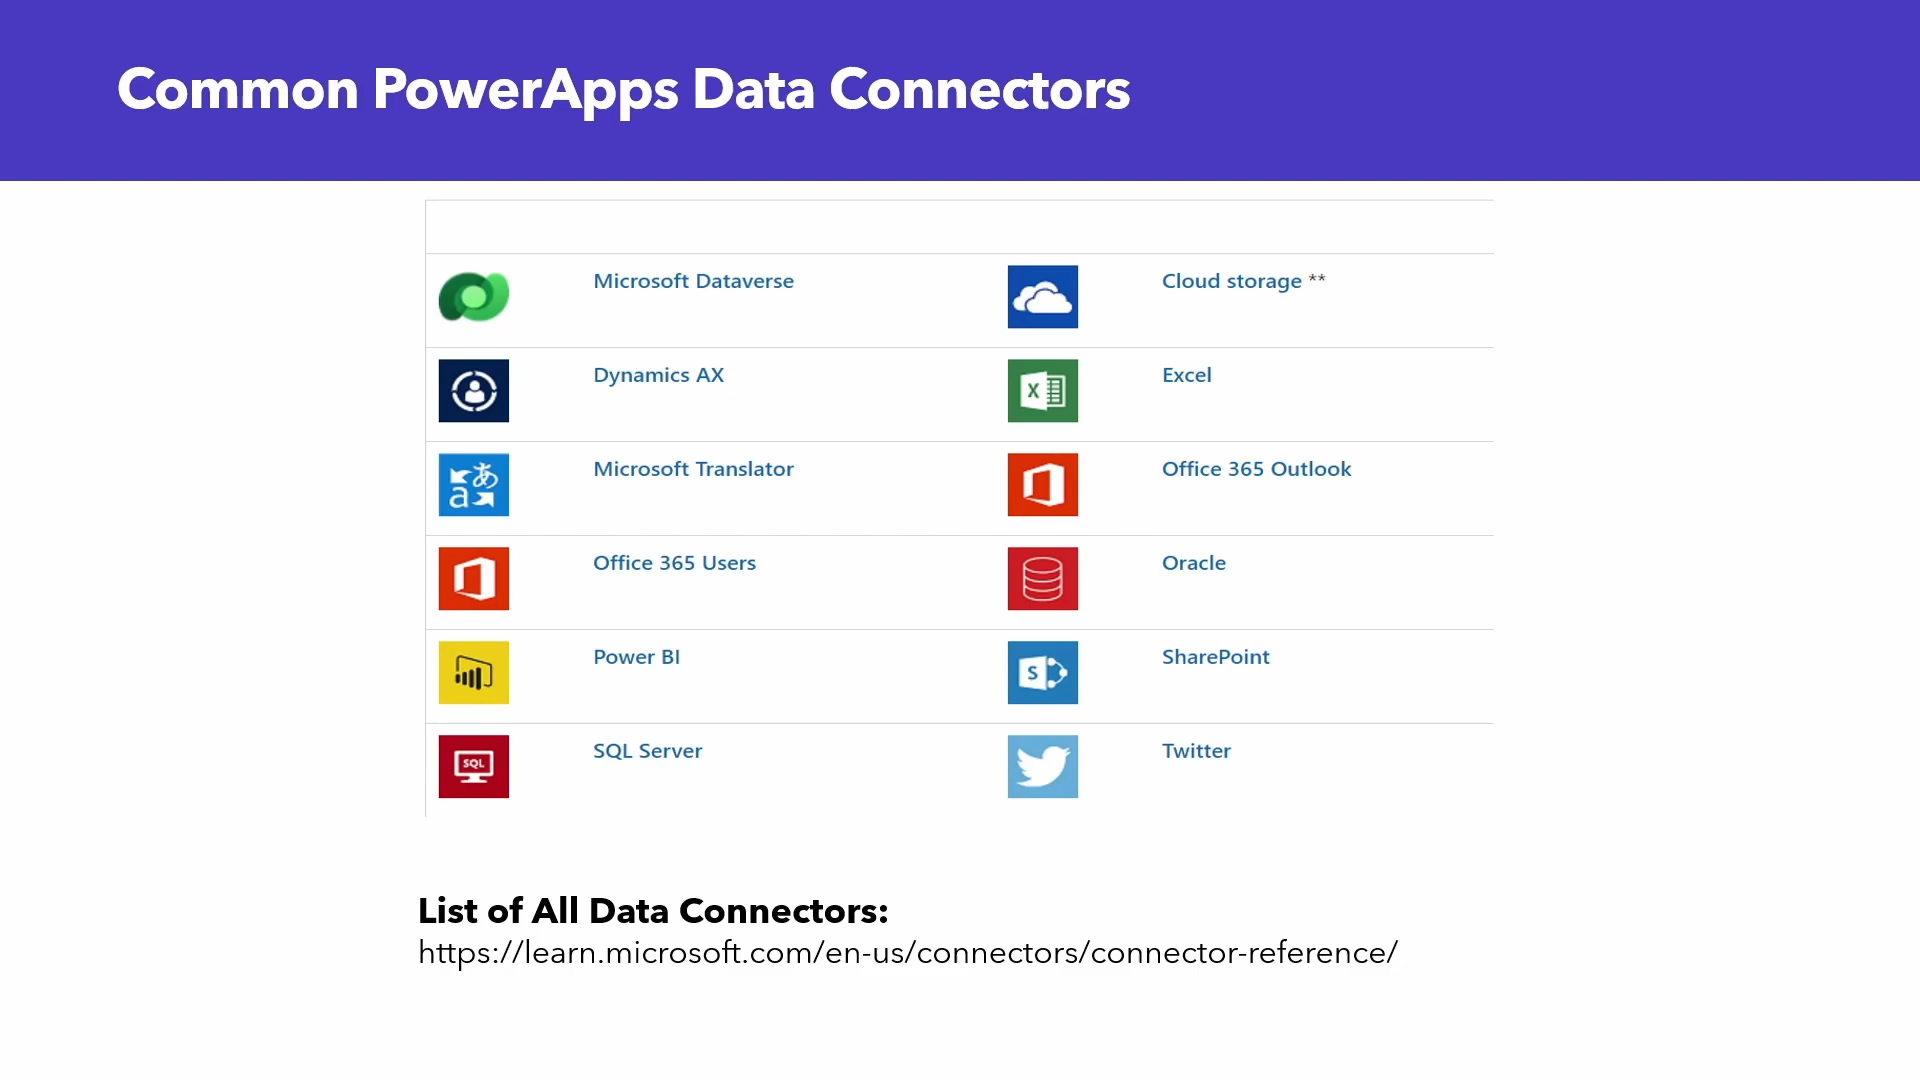 Common PowerApps Data Connectors
Microsoft Dataverse
Cloud storage **
Dynamics AX
Excel
Microsoft Translator
Office 365 Outlook
Office 365 Users
Oracle
Power BI
SharePoint
SQL Server
Twitter
List of All Data Connectors:
https://learn.microsoft.com/en-us/connectors/connector-reference/